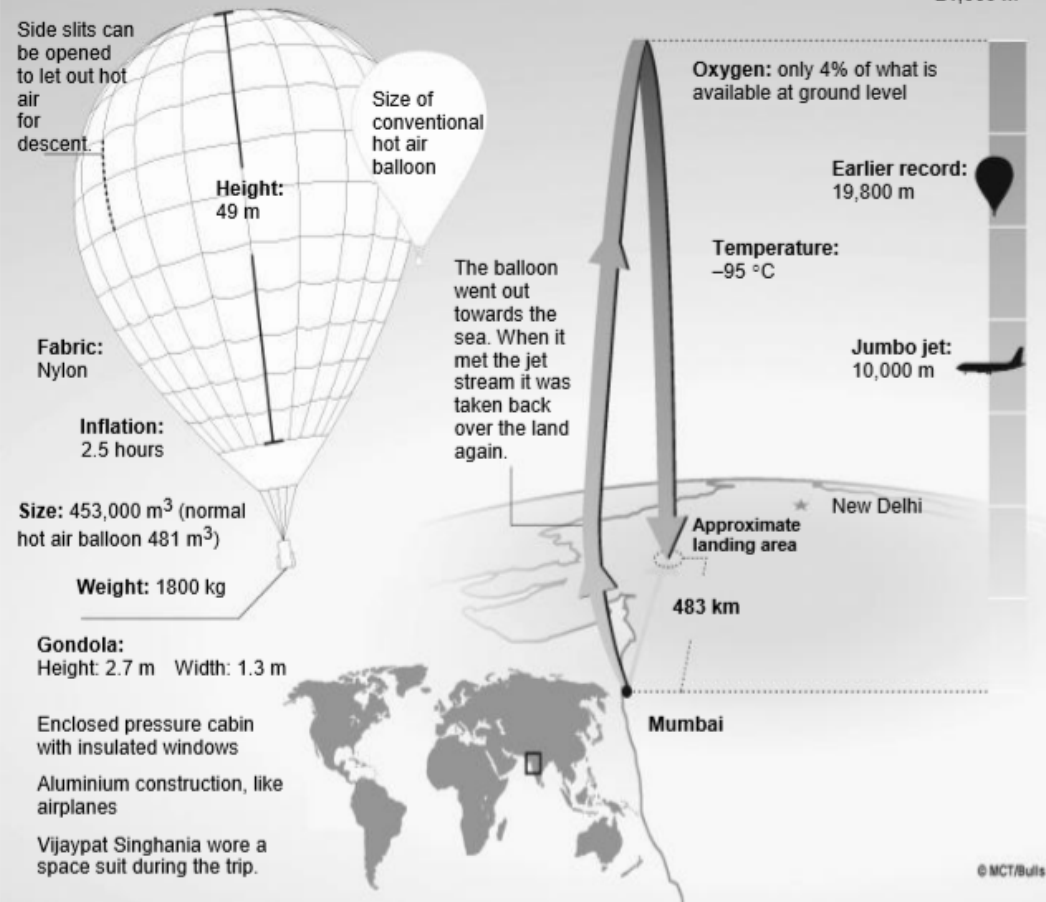 Side slits can
be opened
to let out hot
air
for
descent.
Size of
conventional
hot air
balloon
Height:
49 m
Fabric:
Nylon
Inflation:
2.5 hours
Size: 453,000 m³ (normal
hot air balloon 481 m³)
Weight: 1800 kg
Gondola:
Height: 2.7 m Width: 1.3 m
Enclosed pressure cabin
with insulated windows
Aluminium construction, like
airplanes
Vijaypat Singhania wore a
space suit during the trip.
The balloon
went out
towards the
sea. When it
met the jet
stream it was
taken back
over the land
again.
Oxygen: only 4% of what is
available at ground level
Earlier record:
19,800 m
Temperature:
–95 °C
Jumbo jet:
10,000 m
New Delhi
Approximate
landing area
483 km
Mumbai
© MCT/Bulls